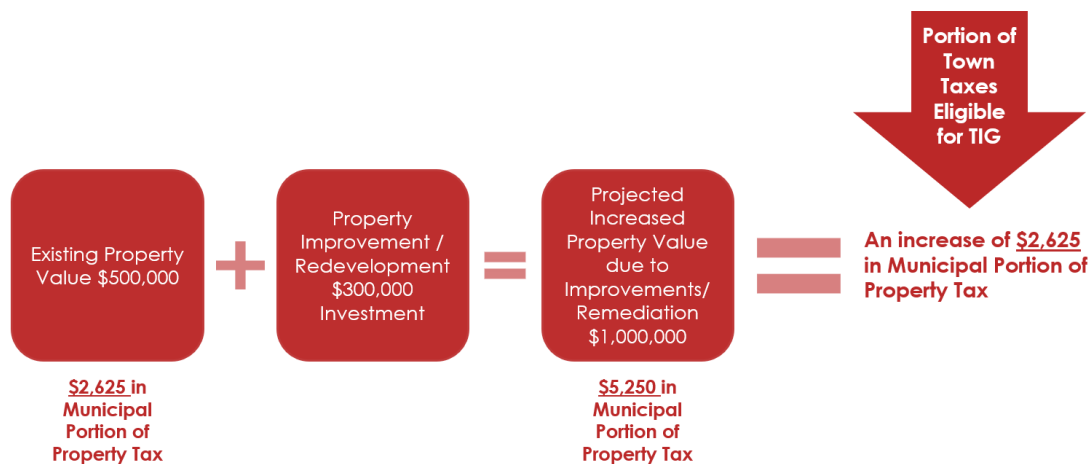 Portion of
Town
Taxes
Eligible
for TIG
Existing Property
Value $500,000
+
Property
Improvement /
Redevelopment
$300,000
Investment
=
Projected
Increased
Property Value
due to
Improvements/
Remediation
$1,000,000
=
An increase of $2,625
in Municipal Portion of
Property Tax
$2,625 in
Municipal
Portion of
Property Tax
$5,250 in
Municipal
Portion of
Property Tax